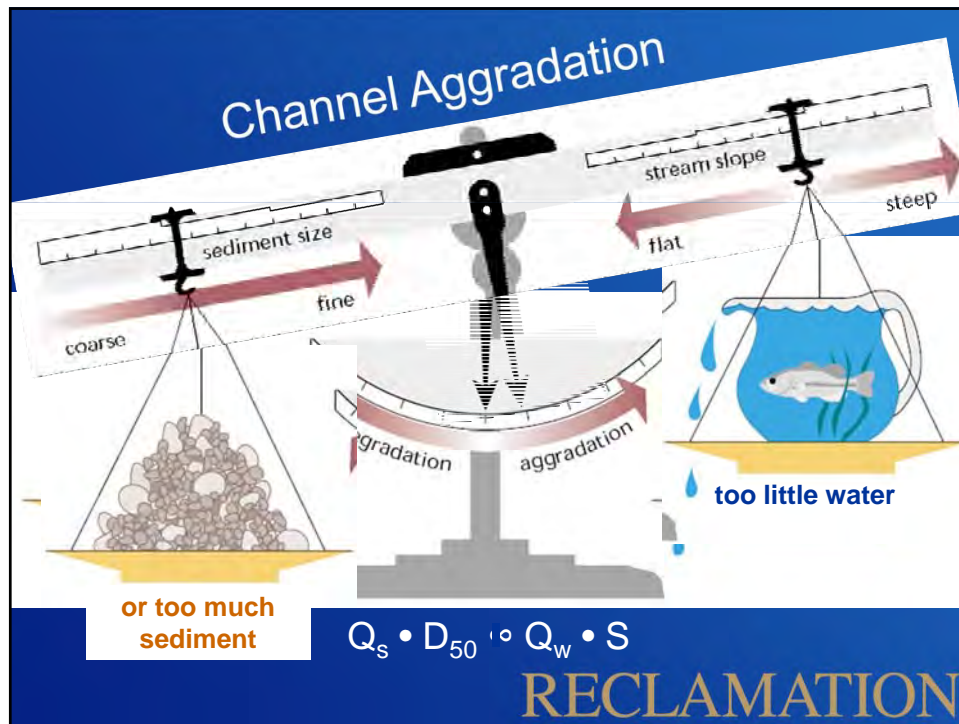 Channel Aggradation
sediment size
coarse
fine
stream slope
flat
steep
gradation
aggradation
too little water
or too much
sediment
Qs • D50 ∝ Qw • S
RECLAMATION